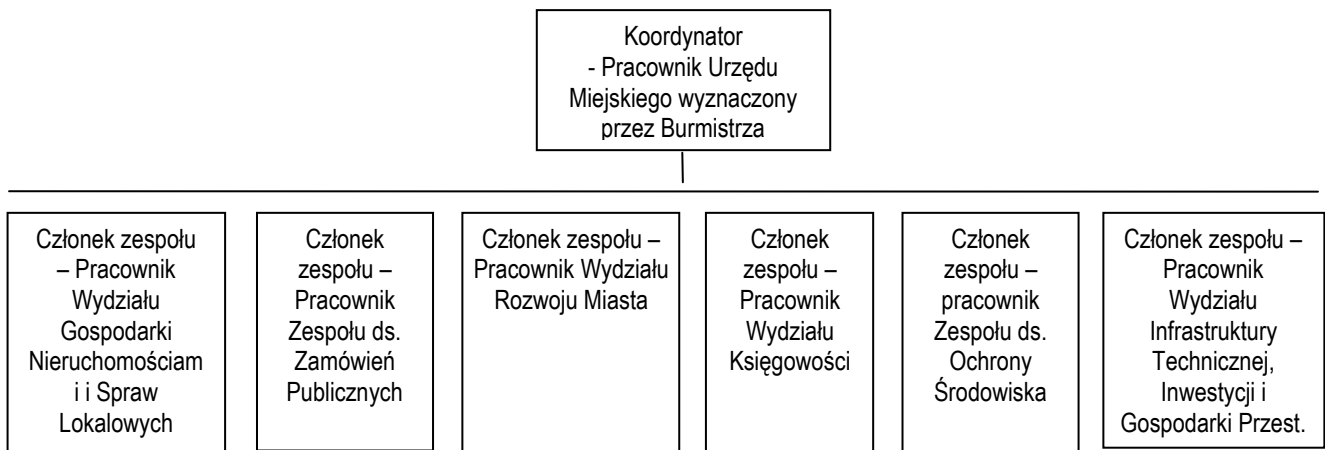 Koordynator
- Pracownik Urzędu
Miejskiego wyznaczony
przez Burmistrza
Członek zespołu
– Pracownik
Wydziału
Gospodarki
Nieruchomościam
i i Spraw
Lokalowych
Członek
zespołu –
Pracownik
Zespołu ds.
Zamówień
Publicznych
Członek zespołu –
Pracownik Wydziału
Rozwoju Miasta
Członek
zespołu –
Pracownik
Wydziału
Księgowości
Członek
zespołu –
pracownik
Zespołu ds.
Ochrony
Środowiska
Członek zespołu –
Pracownik
Wydziału
Infrastruktury
Technicznej,
Inwestycji i
Gospodarki Przest.